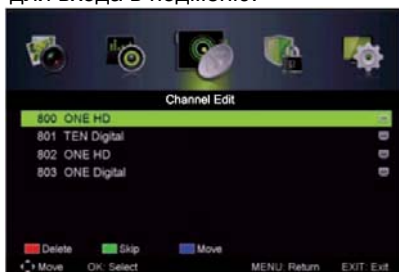 для входа в подменю.
Channel Edit
800 ONE HD
801 TEN Digital
802 ONE HD
803 ONE Digital
Delete Skip Move
Move OK: Select MENU: Return EXIT: Exit